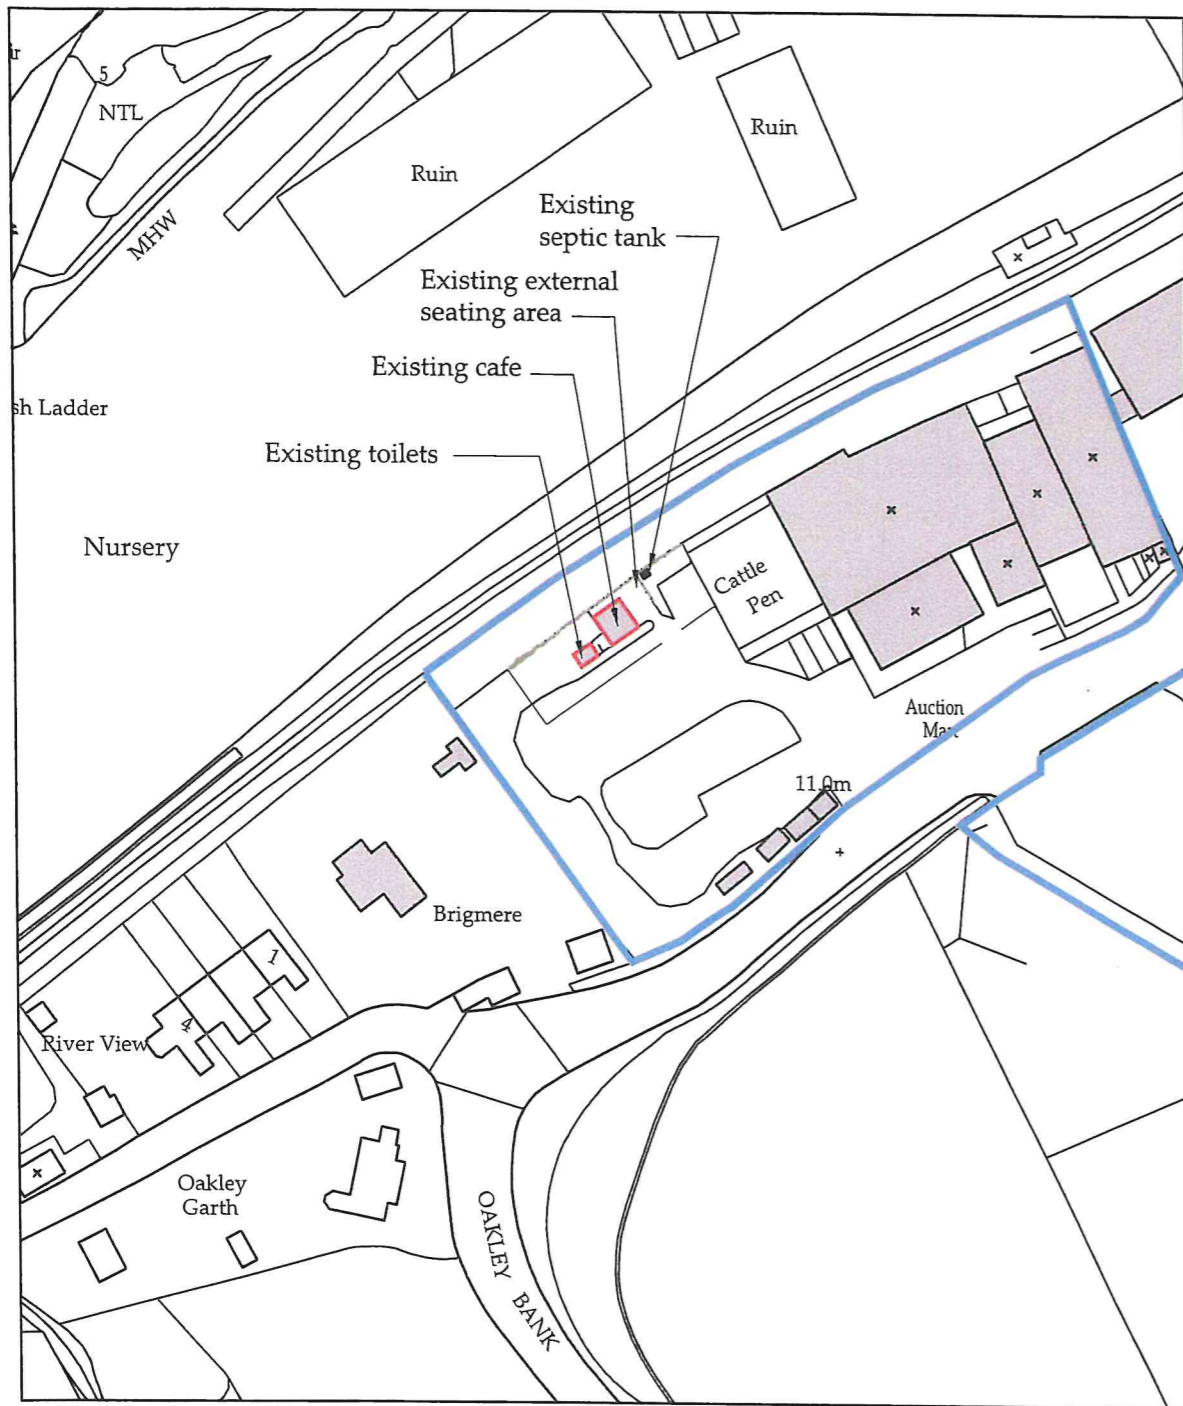 5
NTL
MHW
Ruin
Ruin
Existing
septic tank
Existing external
seating area
Existing cafe
sh Ladder
Existing toilets
Nursery
Cattle
Pen
Auction
Mart
11.0m
Brigmere
1
4
River View
Oakley
Garth
OAKLEY BANK